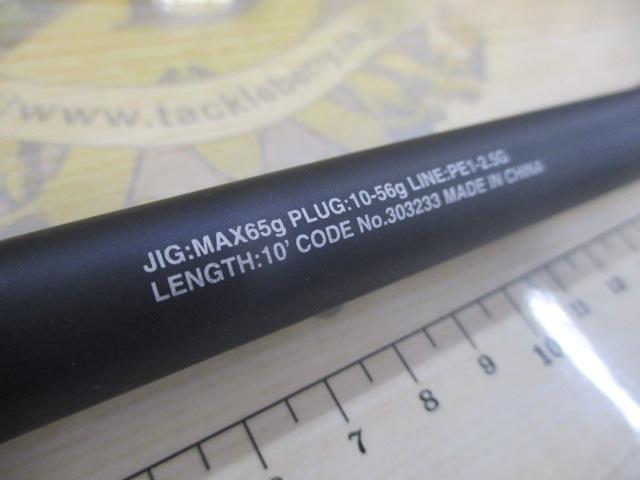 www.tackleberry.co
JIG:MAX65g PLUG:10-56g LINE:PE1-2.5G
LENGTH:10' CODE No.303233 MADE IN CHINA
7 8 9 10 11 12